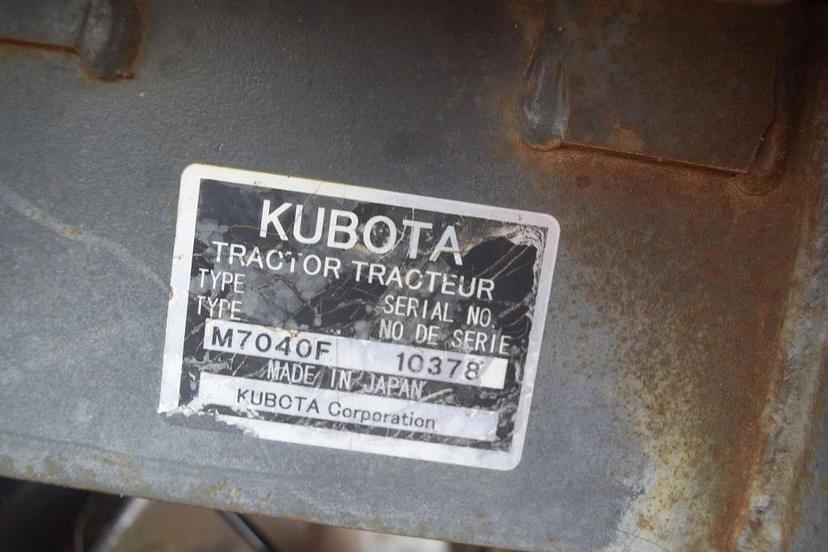 KUBOTA
TRACTOR TRACTEUR
TYPE
TYPE
SERIAL NO.
NO DE SERIE
M7040F 10378
MADE IN JAPAN
KUBOTA Corporation